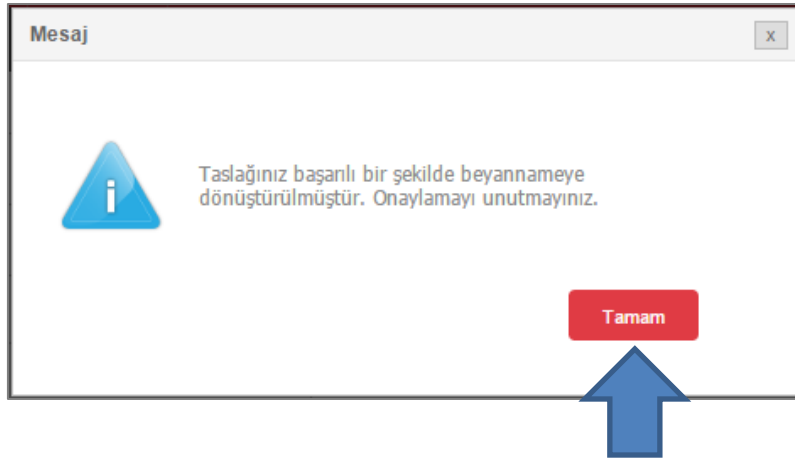 Mesaj
x
Taslağınız başarılı bir şekilde beyannameye
dönüştürülmüştür. Onaylamayı unutmayınız.
Tamam